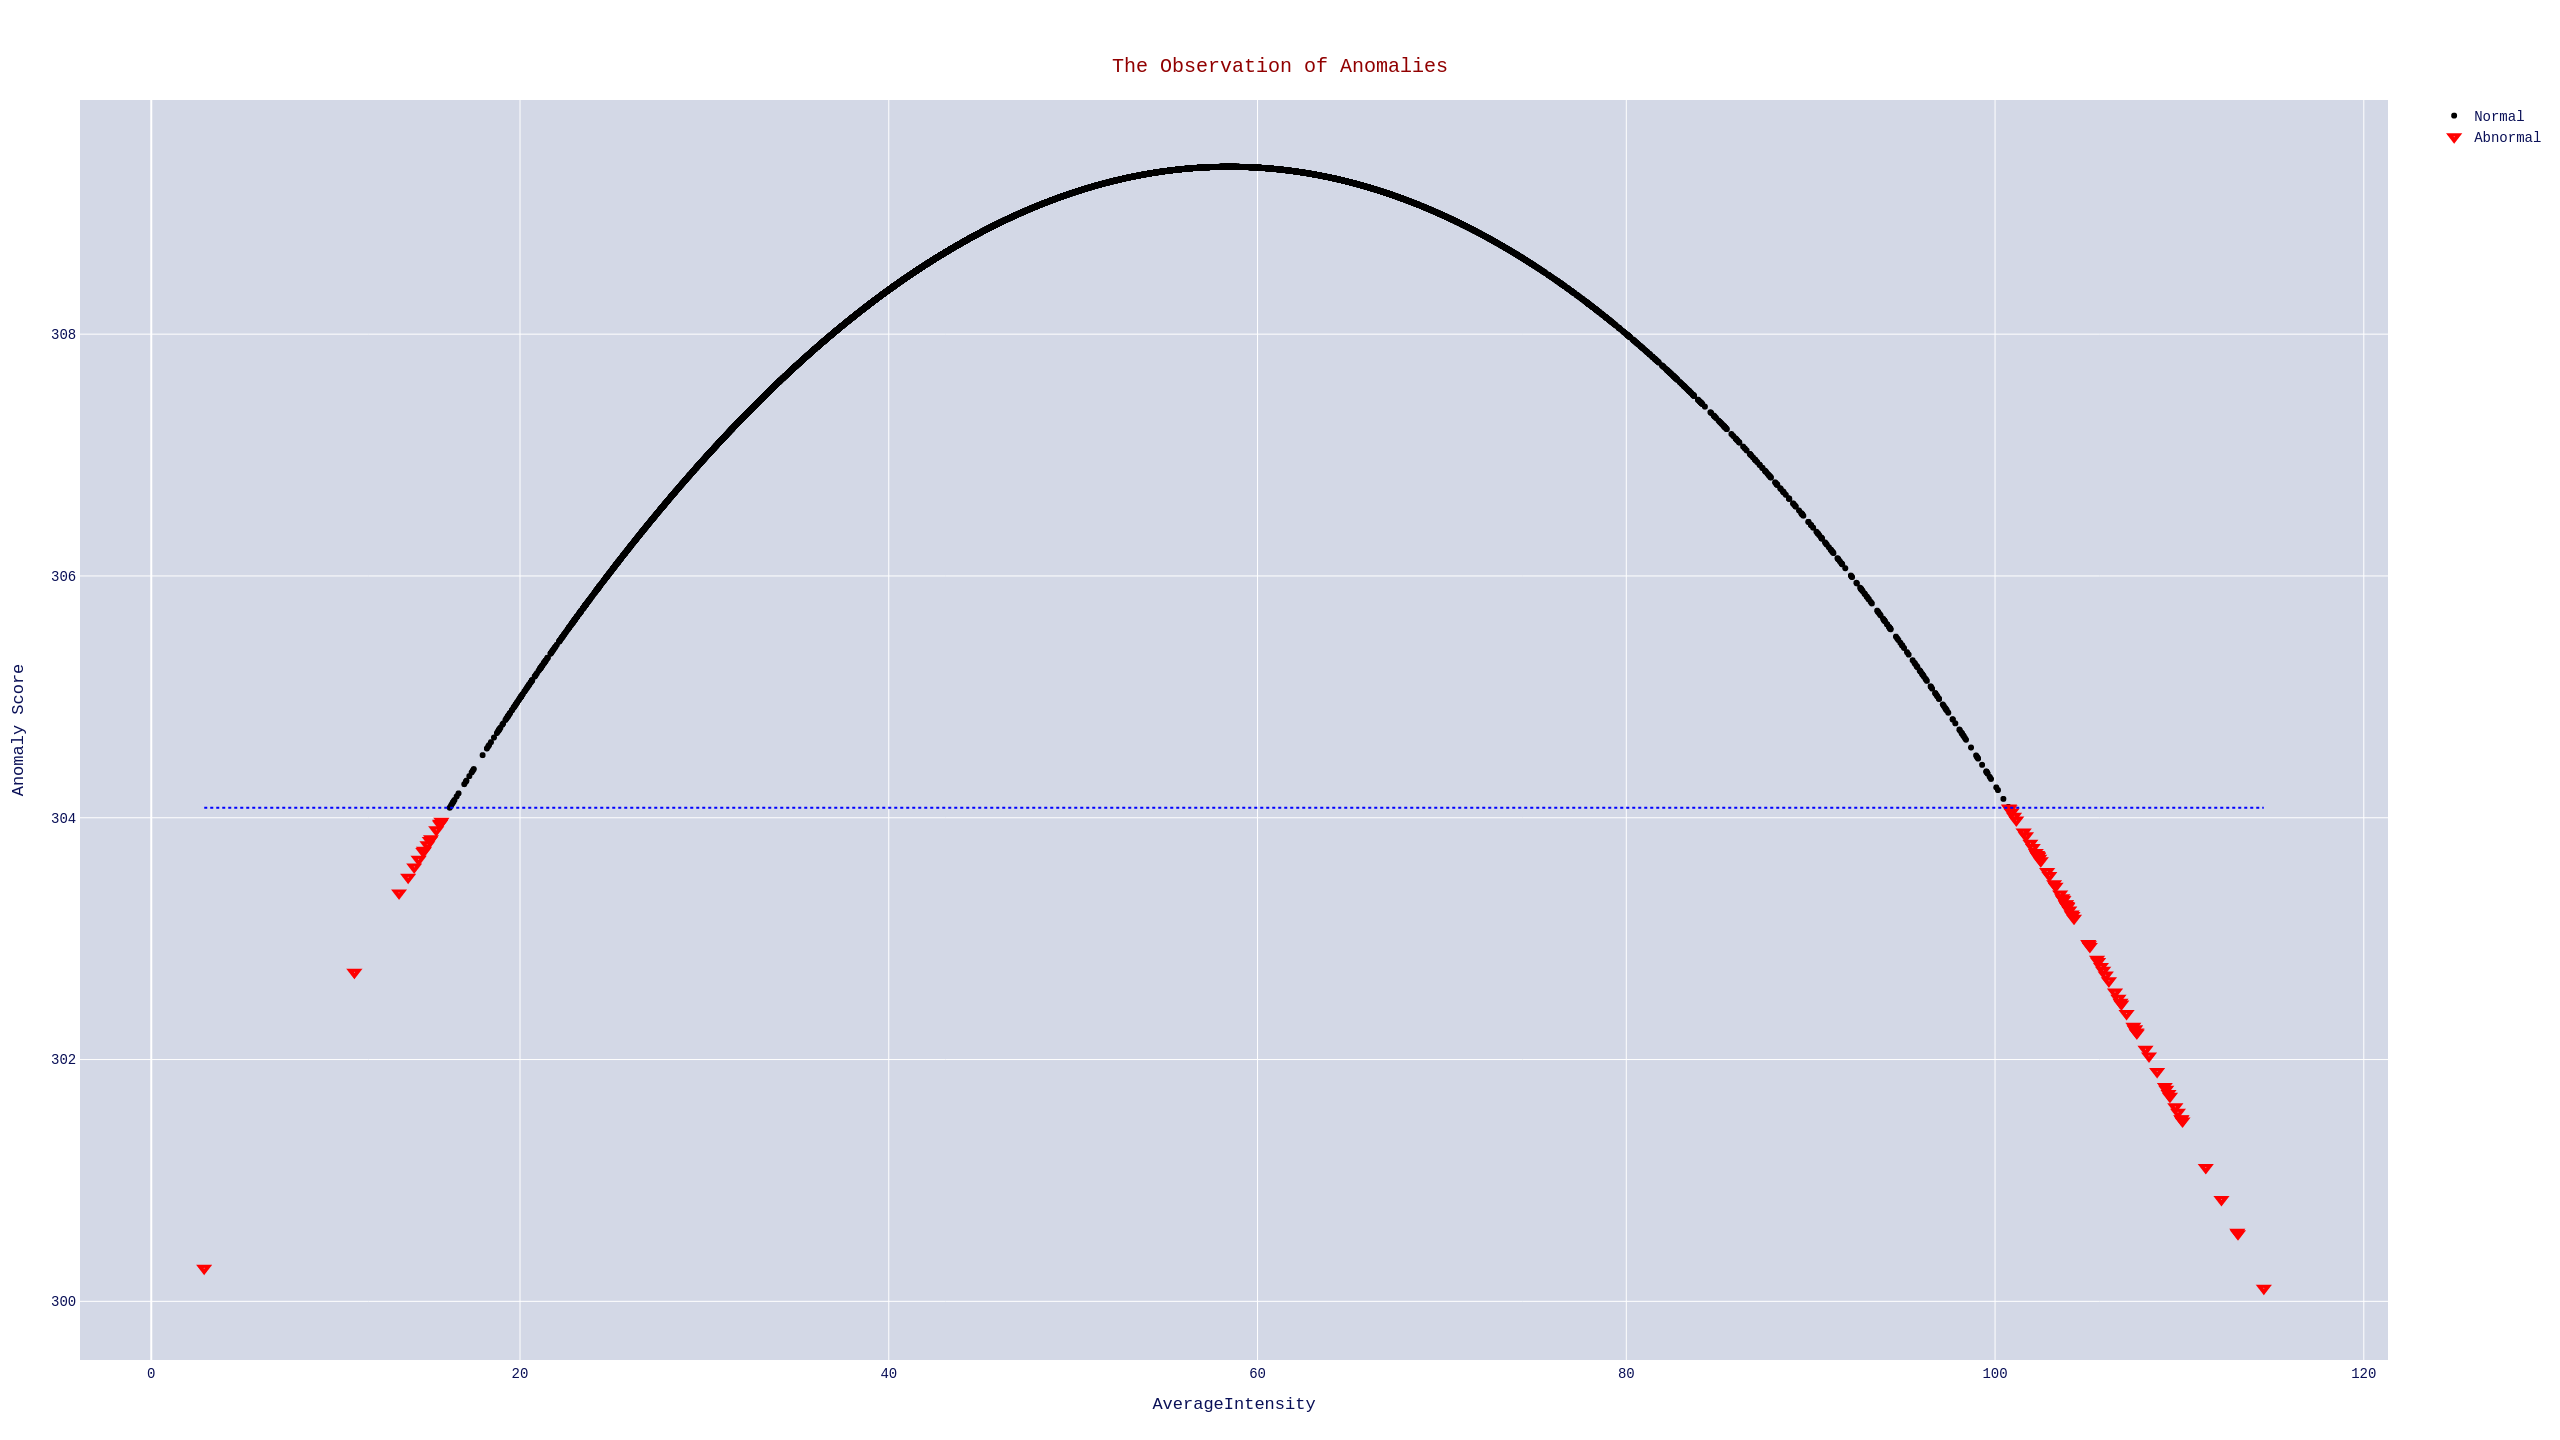 The Observation of Anomalies
Normal
Abnormal
308
306
304
302
300
Anomaly Score
0 20 40 60 80 100 120
AverageIntensity